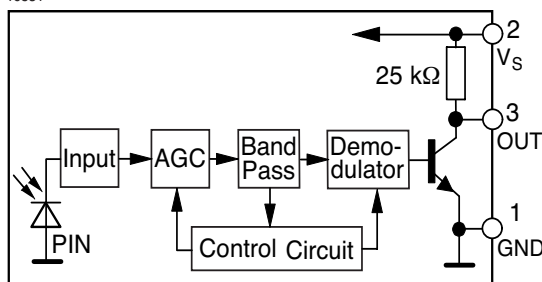 2
V_S
25 kΩ
3
OUT
Input
AGC
Band
Pass
Demo-
dulator
PIN
Control Circuit
1
GND